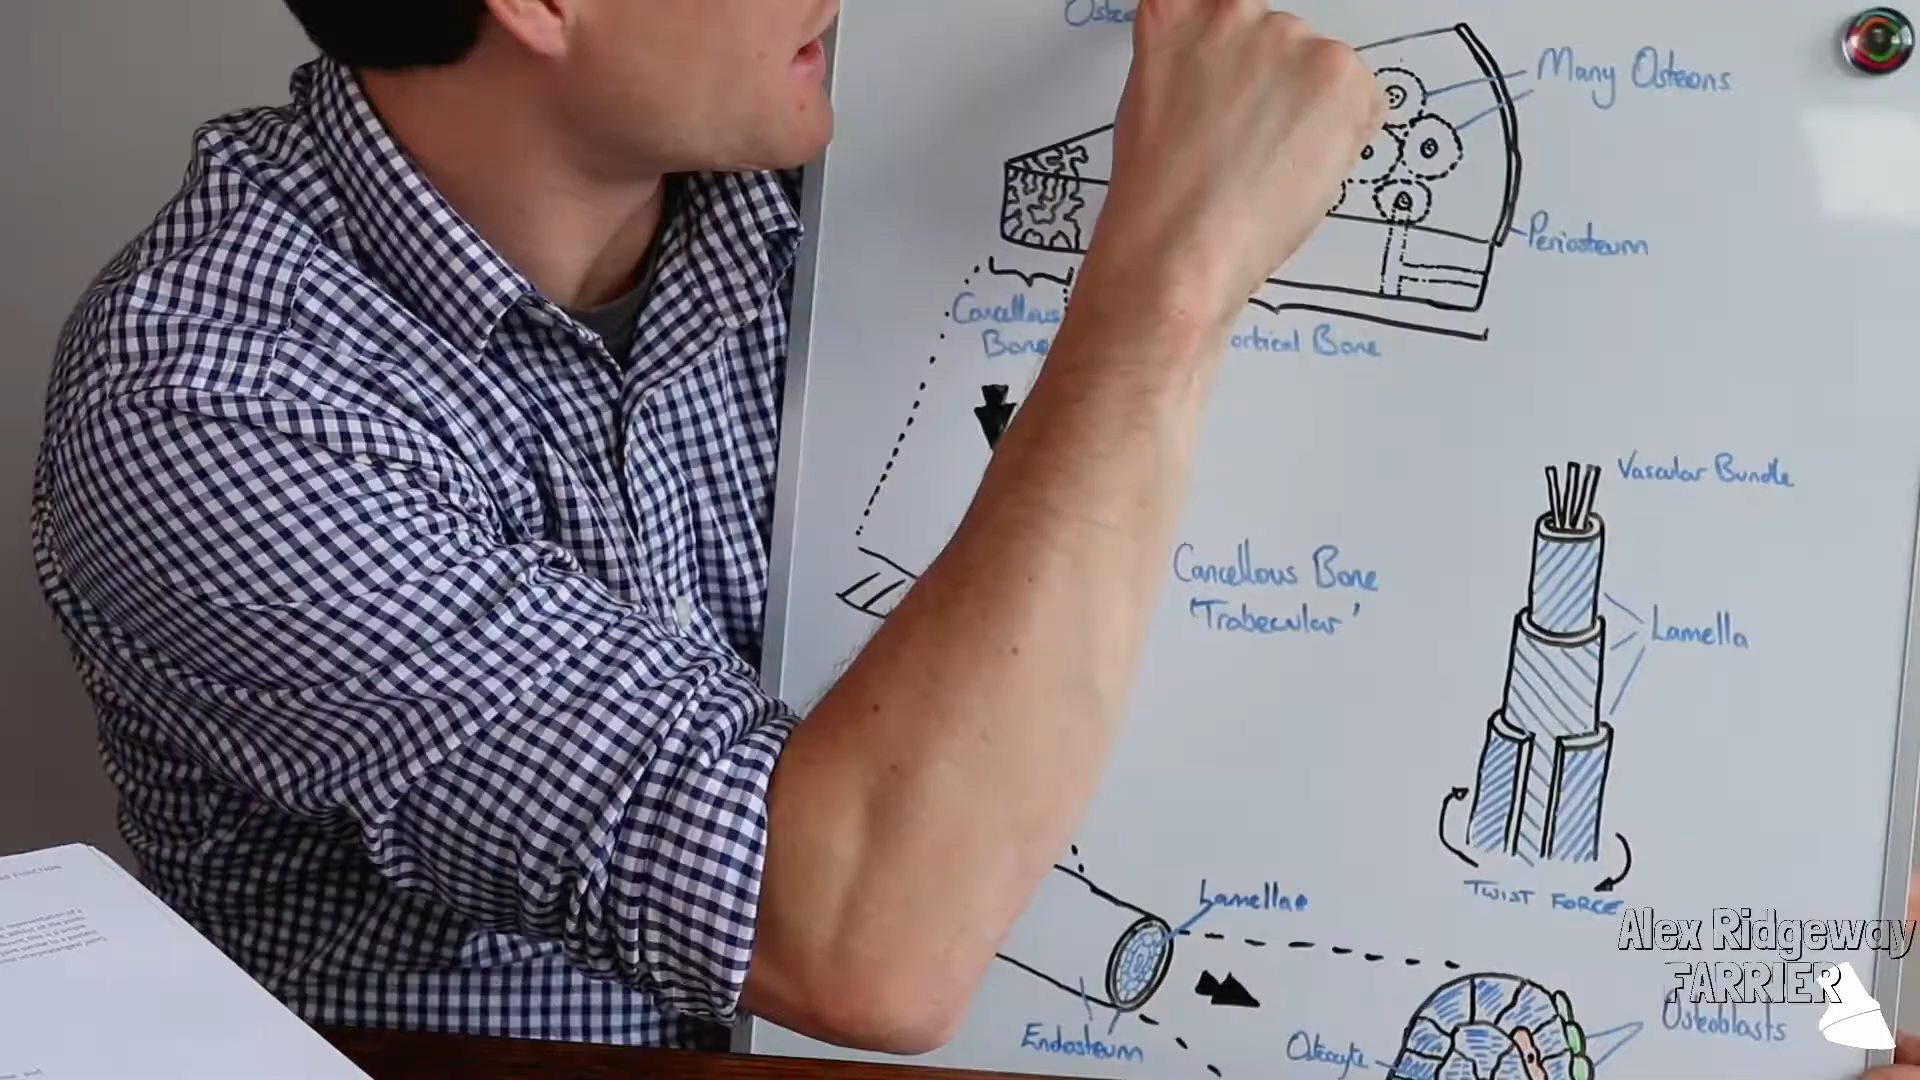 Many Osteons
Periosteum
Cancellous
Bone
ortical Bone
Vascular Bundle
Cancellous Bone
'Trabecular'
Lamella
TWIST FORCE
Lamellae
Endosteum
Osteocyte
Osteoblasts
Alex Ridgeway
FARRIER